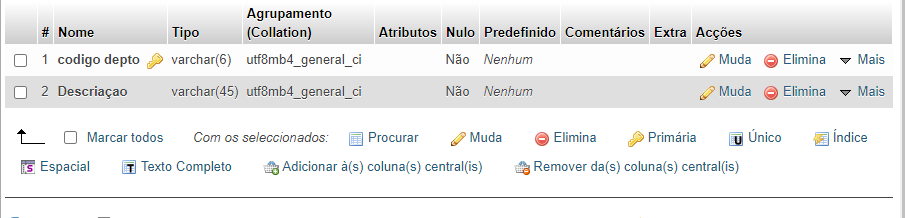 # Nome Tipo Agrupamento (Collation) Atributos Nulo Predefinido Comentários Extra Acções
1 codigo depto varchar(6) utf8mb4_general_ci Não Nenhum Muda Elimina Mais
2 Descriaçao varchar(45) utf8mb4_general_ci Não Nenhum Muda Elimina Mais
Marcar todos Com os seleccionados: Procurar Muda Elimina Primária Único Índice
Espacial Texto Completo Adicionar à(s) coluna(s) central(is) Remover da(s) coluna(s) central(is)